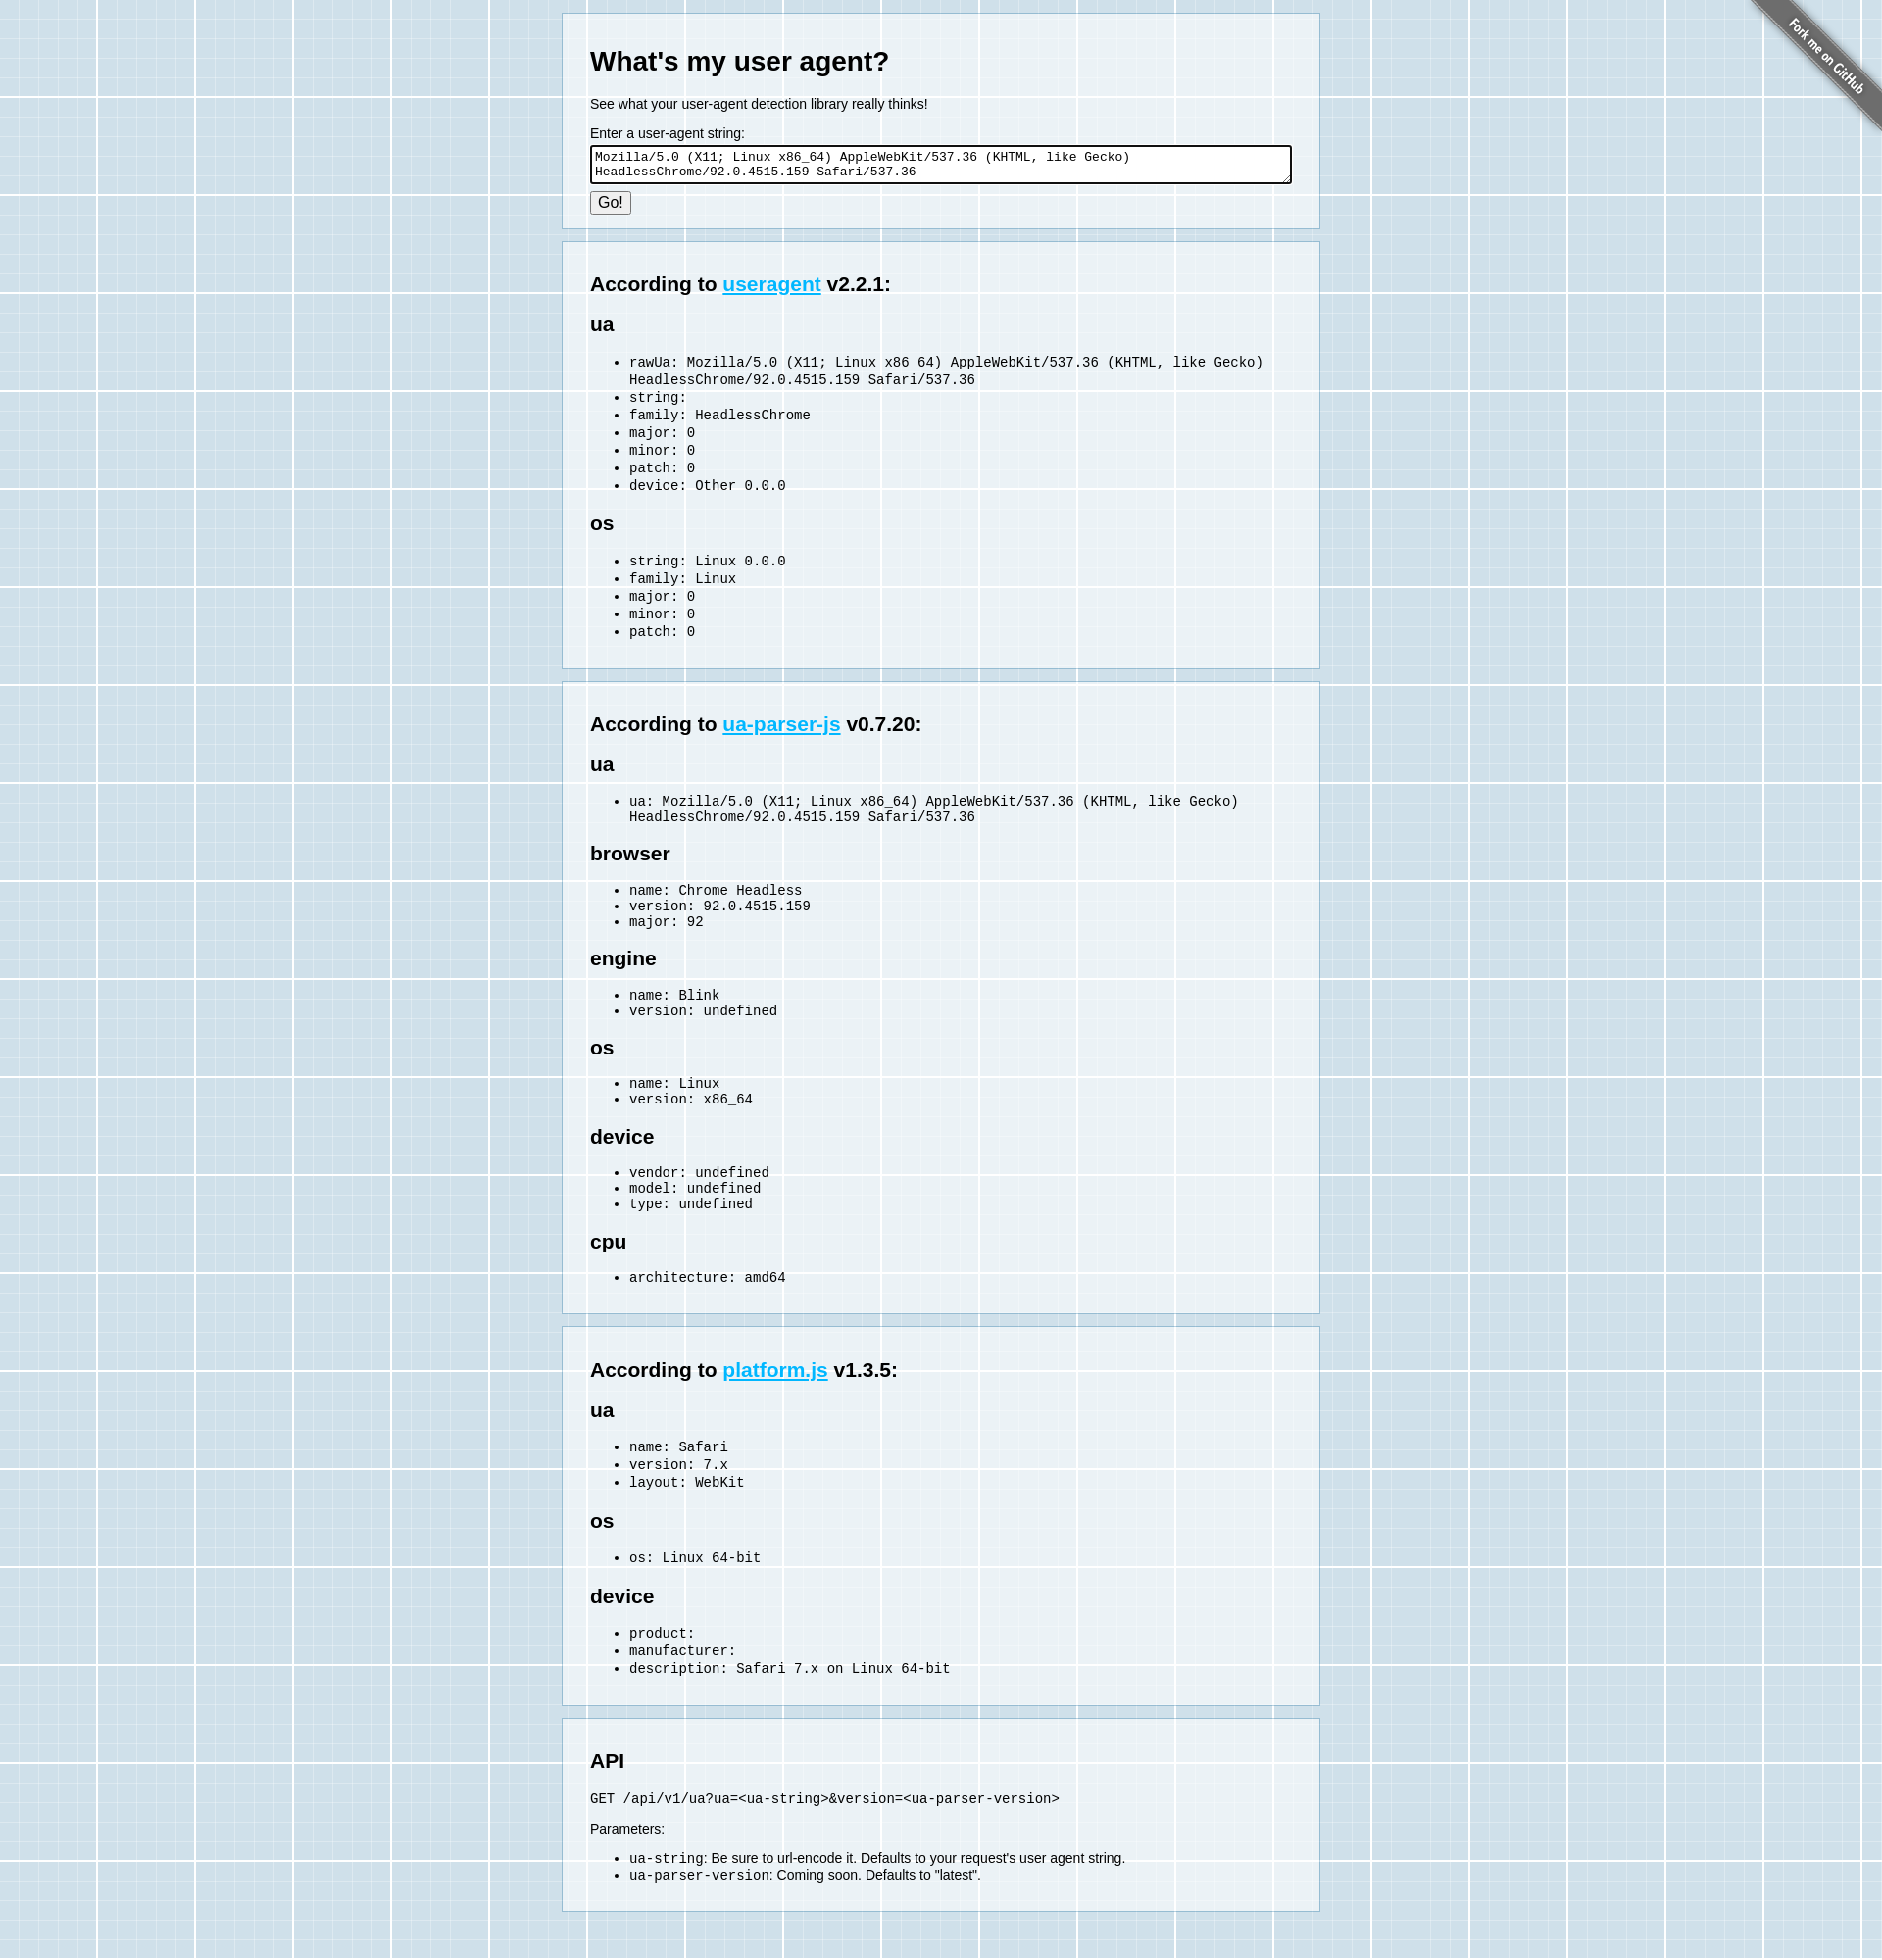 Fork me on GitHub
What's my user agent?
See what your user-agent detection library really thinks!
Enter a user-agent string:
Mozilla/5.0 (X11; Linux x86_64) AppleWebKit/537.36 (KHTML, like Gecko)
HeadlessChrome/92.0.4515.159 Safari/537.36
Go!
According to useragent v2.2.1:
ua
rawUa: Mozilla/5.0 (X11; Linux x86_64) AppleWebKit/537.36 (KHTML, like Gecko)
HeadlessChrome/92.0.4515.159 Safari/537.36
string:
family: HeadlessChrome
major: 0
minor: 0
patch: 0
device: Other 0.0.0
os
string: Linux 0.0.0
family: Linux
major: 0
minor: 0
patch: 0
According to ua-parser-js v0.7.20:
ua
ua: Mozilla/5.0 (X11; Linux x86_64) AppleWebKit/537.36 (KHTML, like Gecko)
HeadlessChrome/92.0.4515.159 Safari/537.36
browser
name: Chrome Headless
version: 92.0.4515.159
major: 92
engine
name: Blink
version: undefined
os
name: Linux
version: x86_64
device
vendor: undefined
model: undefined
type: undefined
cpu
architecture: amd64
According to platform.js v1.3.5:
ua
name: Safari
version: 7.x
layout: WebKit
os
os: Linux 64-bit
device
product:
manufacturer:
description: Safari 7.x on Linux 64-bit
API
GET /api/v1/ua?ua=<ua-string>&version=<ua-parser-version>
Parameters:
ua-string: Be sure to url-encode it. Defaults to your request's user agent string.
ua-parser-version: Coming soon. Defaults to "latest".